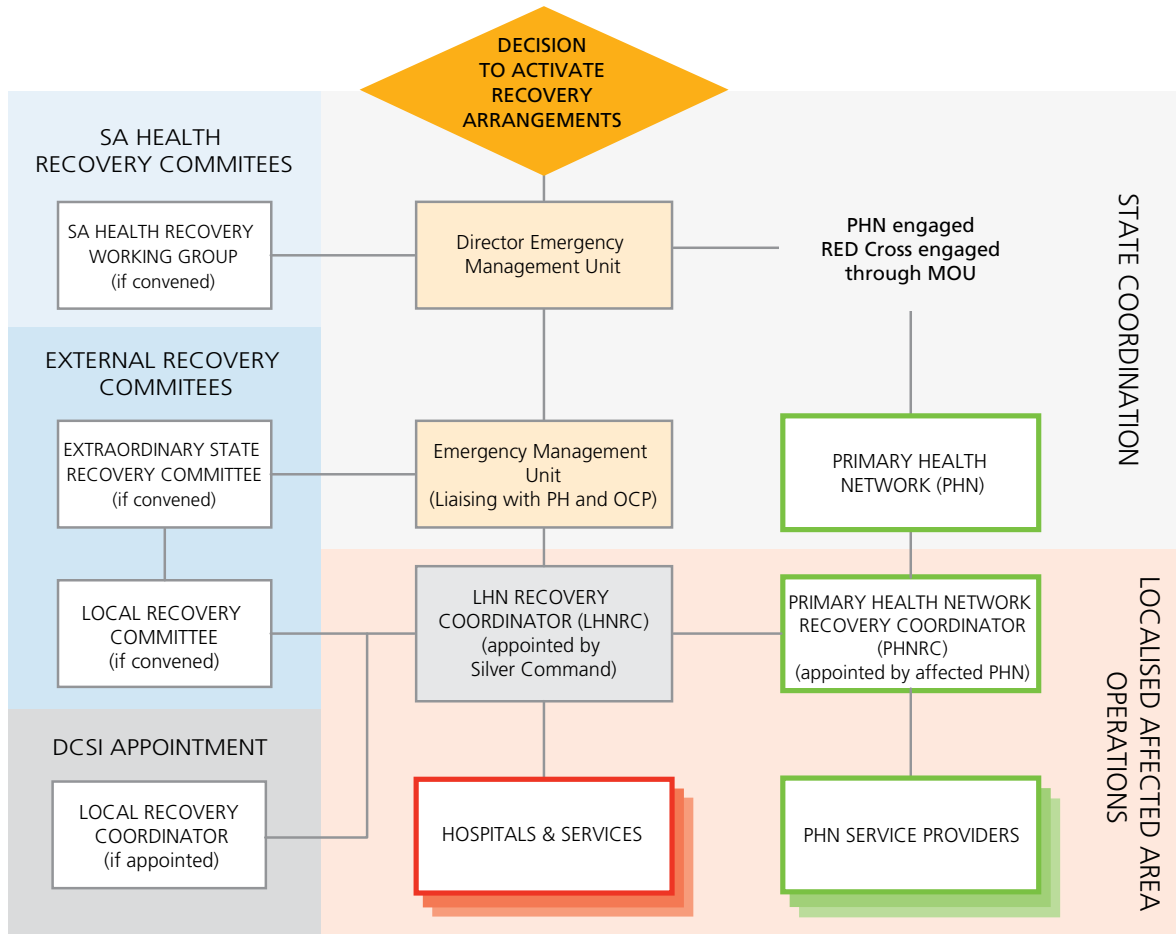 DECISION
TO ACTIVATE
RECOVERY
ARRANGEMENTS
SA HEALTH
RECOVERY COMMITEES
SA HEALTH RECOVERY
WORKING GROUP
(if convened)
Director Emergency
Management Unit
PHN engaged
RED Cross engaged
through MOU
STATE COORDINATION
EXTERNAL RECOVERY
COMMITEES
EXTRAORDINARY STATE
RECOVERY COMMITTEE
(if convened)
Emergency Management
Unit
(Liaising with PH and OCP)
PRIMARY HEALTH
NETWORK (PHN)
LOCAL RECOVERY
COMMITTEE
(if convened)
LHN RECOVERY
COORDINATOR (LHNRC)
(appointed by
Silver Command)
PRIMARY HEALTH NETWORK
RECOVERY COORDINATOR
(PHNRC)
(appointed by affected PHN)
LOCALISED AFFECTED AREA
OPERATIONS
DCSI APPOINTMENT
LOCAL RECOVERY
COORDINATOR
(if appointed)
HOSPITALS & SERVICES
PHN SERVICE PROVIDERS